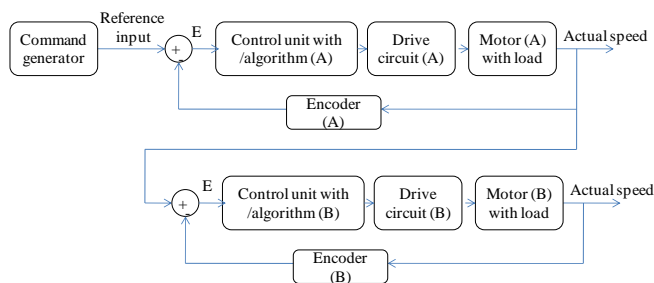 Command
generator
Reference
input
+
-
E
Control unit with
/algorithm (A)
Drive
circuit (A)
Motor (A)
with load
Actual speed
Encoder
(A)
+
-
E
Control unit with
/algorithm (B)
Drive
circuit (B)
Motor (B)
with load
Actual speed
Encoder
(B)